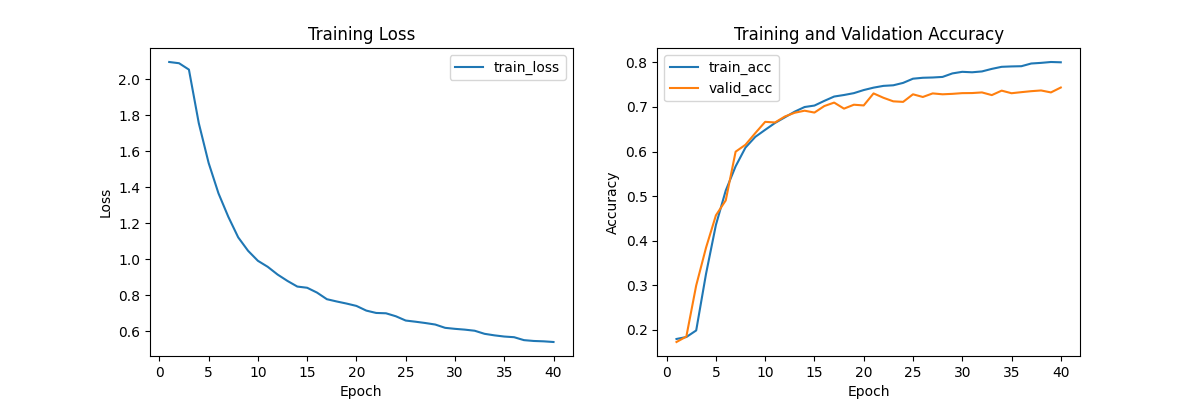 Training Loss
train_loss
2.0
1.8
1.6
1.4
1.2
1.0
0.8
0.6
Loss
0 5 10 15 20 25 30 35 40
Epoch
Training and Validation Accuracy
train_acc
valid_acc
0.8
0.7
0.6
0.5
0.4
0.3
0.2
Accuracy
0 5 10 15 20 25 30 35 40
Epoch